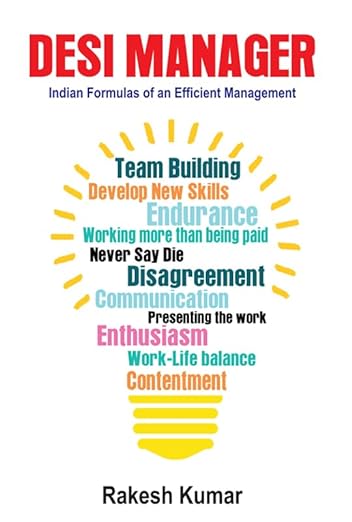 DESI MANAGER
Indian Formulas of an Efficient Management
Team Building
Develop New Skills
Endurance
Working more than being paid
Never Say Die
Disagreement
Communication
Presenting the work
Enthusiasm
Work-Life balance
Contentment
Rakesh Kumar